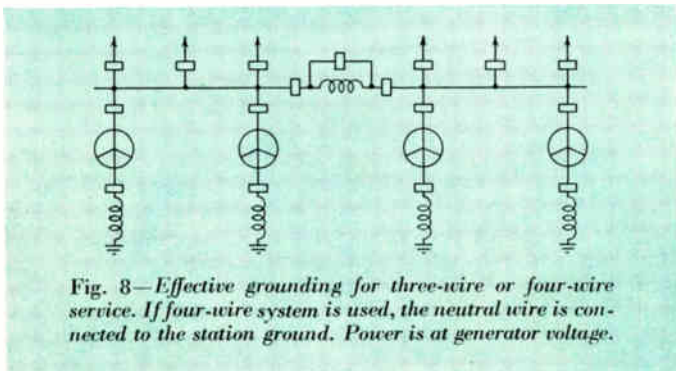 Fig. 8—Effective grounding for three-wire or four-wire
service. If four-wire system is used, the neutral wire is con-
nected to the station ground. Power is at generator voltage.